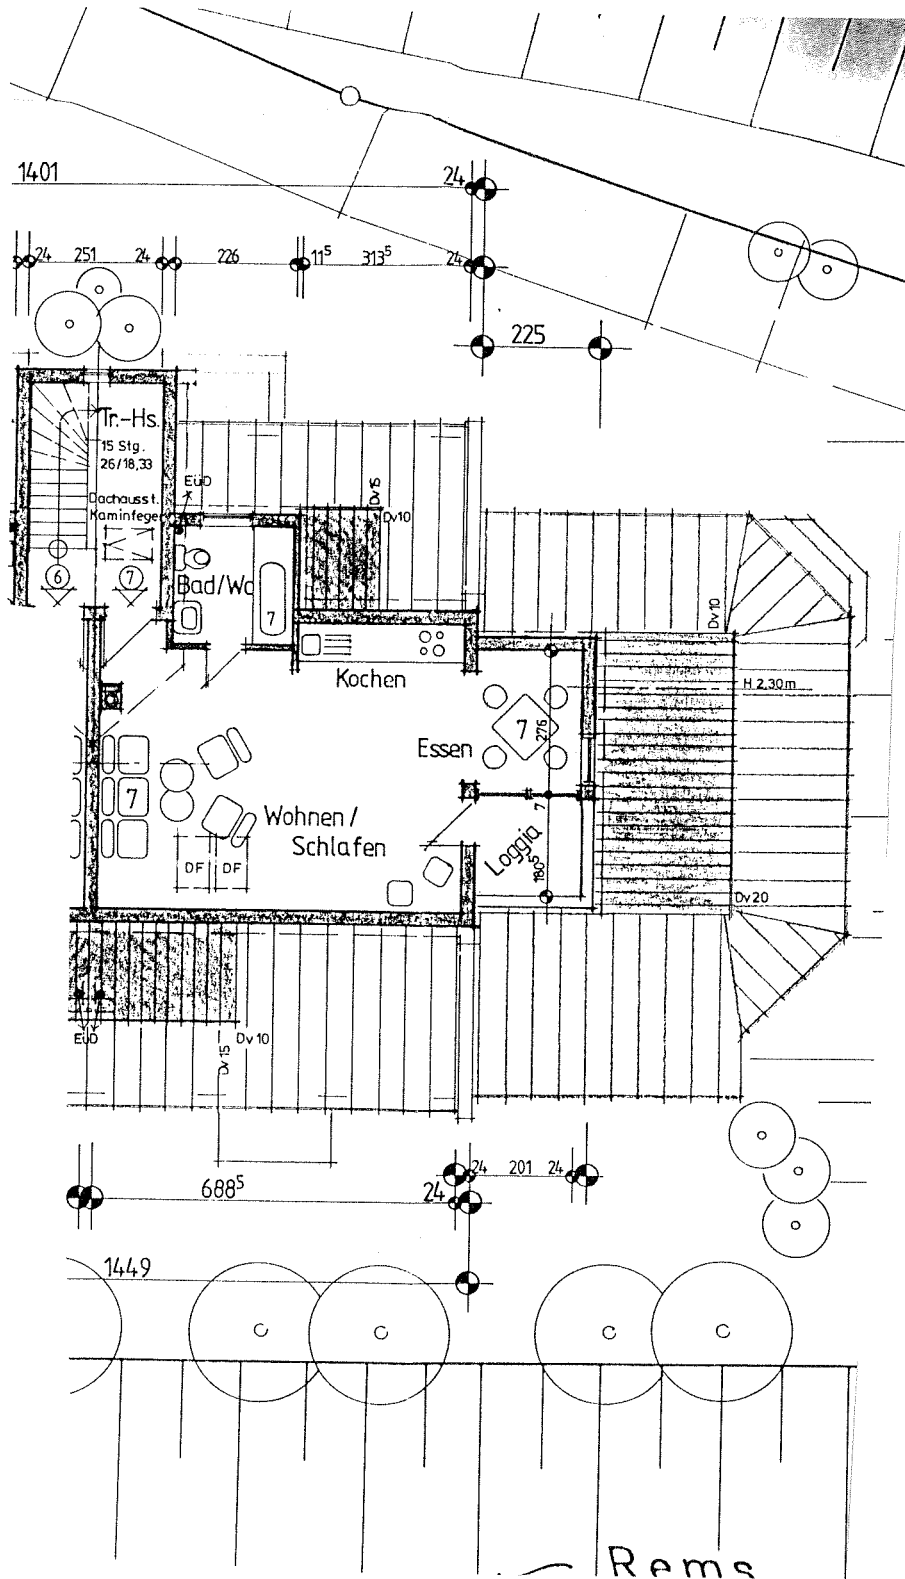 1401
24
24 251 24 226 11⁵ 313⁵ 24
225
Tr.-Hs.
15 Stg.
26/18,33
Dachausst.
Kaminfeger
6
7
EüD
Dv15
Dv10
Bad/Wc
7
Kochen
Dv10
H 2,30m
Essen
7
276
7
Wohnen/
Schlafen
7
DF
DF
Loggia
180⁵
Dv20
EüD
Dv15
Dv10
24 201 24
688⁵
24
1449
Rems